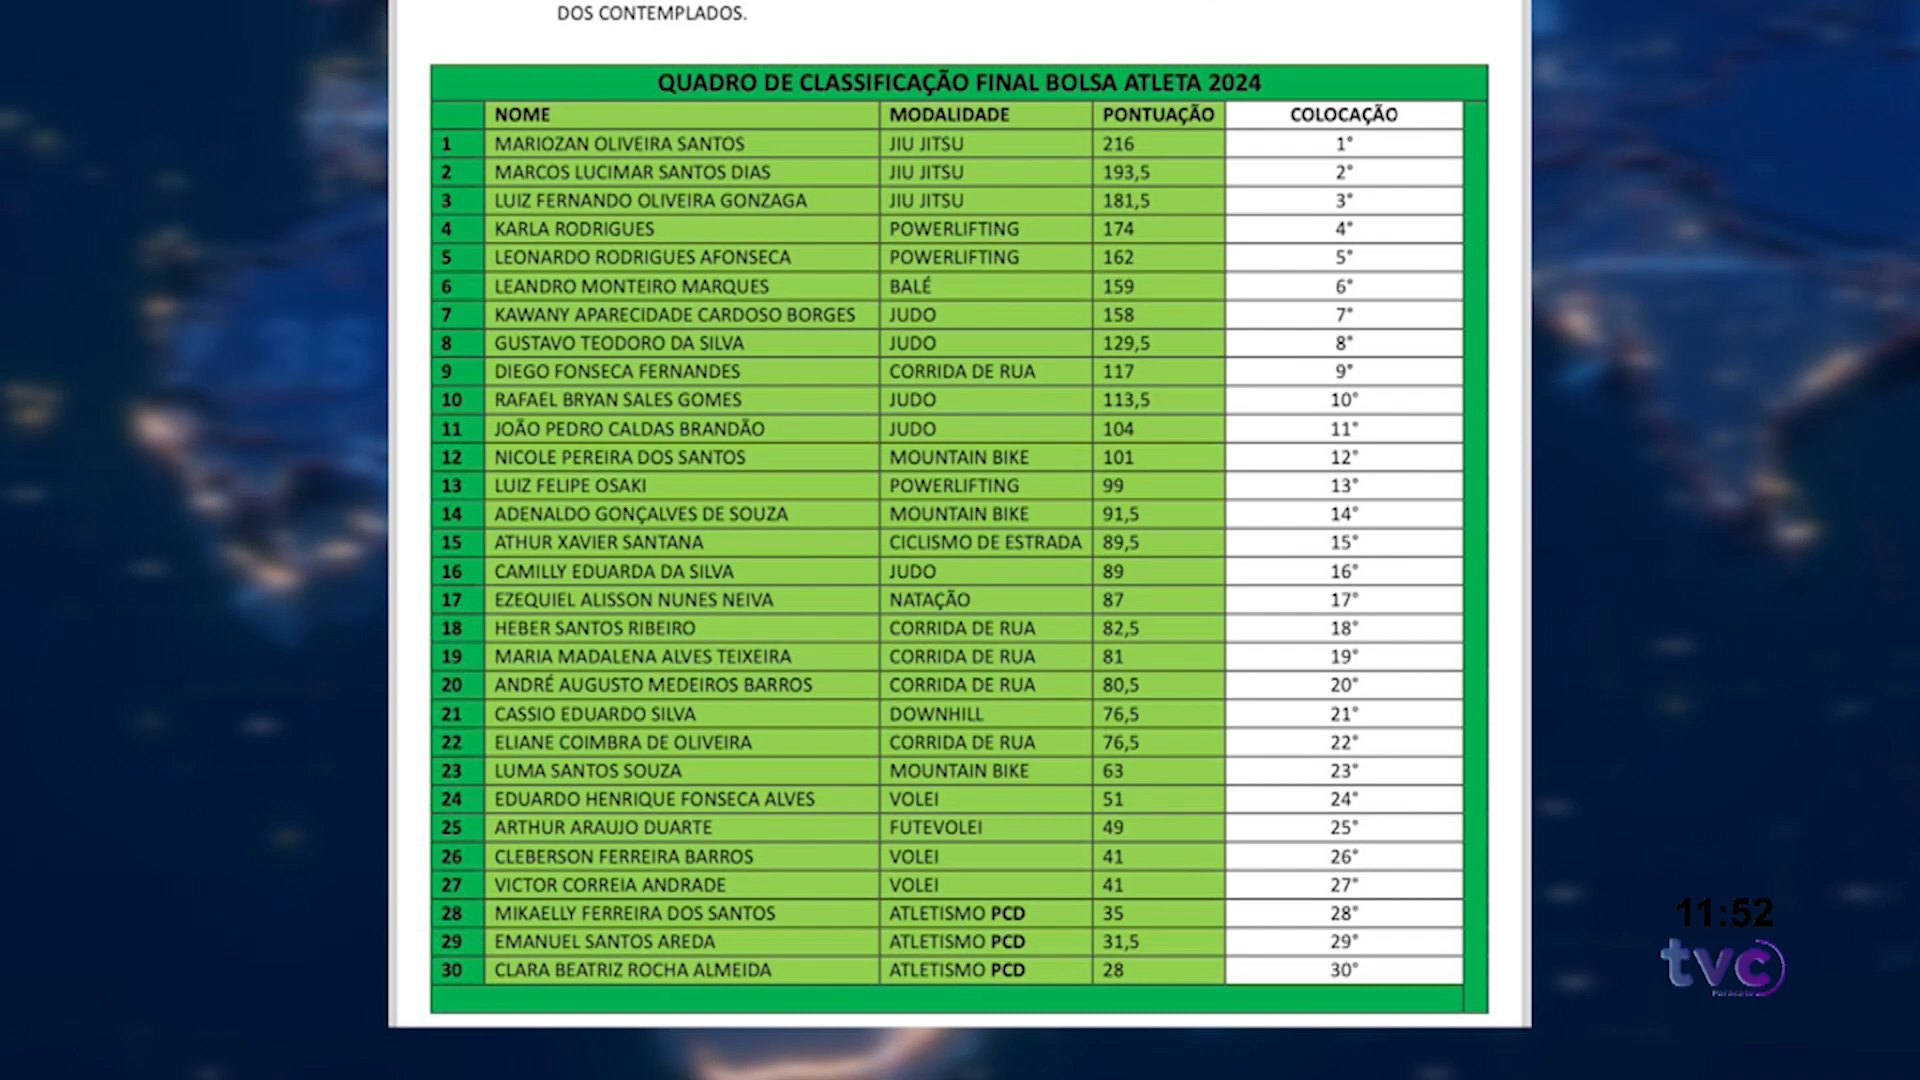 DOS CONTEMPLADOS.
QUADRO DE CLASSIFICAÇÃO FINAL BOLSA ATLETA 2024
NOME MODALIDADE PONTUAÇÃO COLOCAÇÃO
1 MARIOZAN OLIVEIRA SANTOS JIU JITSU 216 1°
2 MARCOS LUCIMAR SANTOS DIAS JIU JITSU 193,5 2°
3 LUIZ FERNANDO OLIVEIRA GONZAGA JIU JITSU 181,5 3°
4 KARLA RODRIGUES POWERLIFTING 174 4°
5 LEONARDO RODRIGUES AFONSECA POWERLIFTING 162 5°
6 LEANDRO MONTEIRO MARQUES BALÉ 159 6°
7 KAWANY APARECIDADE CARDOSO BORGES JUDO 158 7°
8 GUSTAVO TEODORO DA SILVA JUDO 129,5 8°
9 DIEGO FONSECA FERNANDES CORRIDA DE RUA 117 9°
10 RAFAEL BRYAN SALES GOMES JUDO 113,5 10°
11 JOÃO PEDRO CALDAS BRANDÃO JUDO 104 11°
12 NICOLE PEREIRA DOS SANTOS MOUNTAIN BIKE 101 12°
13 LUIZ FELIPE OSAKI POWERLIFTING 99 13°
14 ADENALDO GONÇALVES DE SOUZA MOUNTAIN BIKE 91,5 14°
15 ATHUR XAVIER SANTANA CICLISMO DE ESTRADA 89,5 15°
16 CAMILLY EDUARDA DA SILVA JUDO 89 16°
17 EZEQUIEL ALISSON NUNES NEIVA NATAÇÃO 87 17°
18 HEBER SANTOS RIBEIRO CORRIDA DE RUA 82,5 18°
19 MARIA MADALENA ALVES TEIXEIRA CORRIDA DE RUA 81 19°
20 ANDRÉ AUGUSTO MEDEIROS BARROS CORRIDA DE RUA 80,5 20°
21 CASSIO EDUARDO SILVA DOWNHILL 76,5 21°
22 ELIANE COIMBRA DE OLIVEIRA CORRIDA DE RUA 76,5 22°
23 LUMA SANTOS SOUZA MOUNTAIN BIKE 63 23°
24 EDUARDO HENRIQUE FONSECA ALVES VOLEI 51 24°
25 ARTHUR ARAUJO DUARTE FUTEVOLEI 49 25°
26 CLEBERSON FERREIRA BARROS VOLEI 41 26°
27 VICTOR CORREIA ANDRADE VOLEI 41 27°
28 MIKAELLY FERREIRA DOS SANTOS ATLETISMO PCD 35 28°
29 EMANUEL SANTOS AREDA ATLETISMO PCD 31,5 29°
30 CLARA BEATRIZ ROCHA ALMEIDA ATLETISMO PCD 28 30°
11:52
tvc